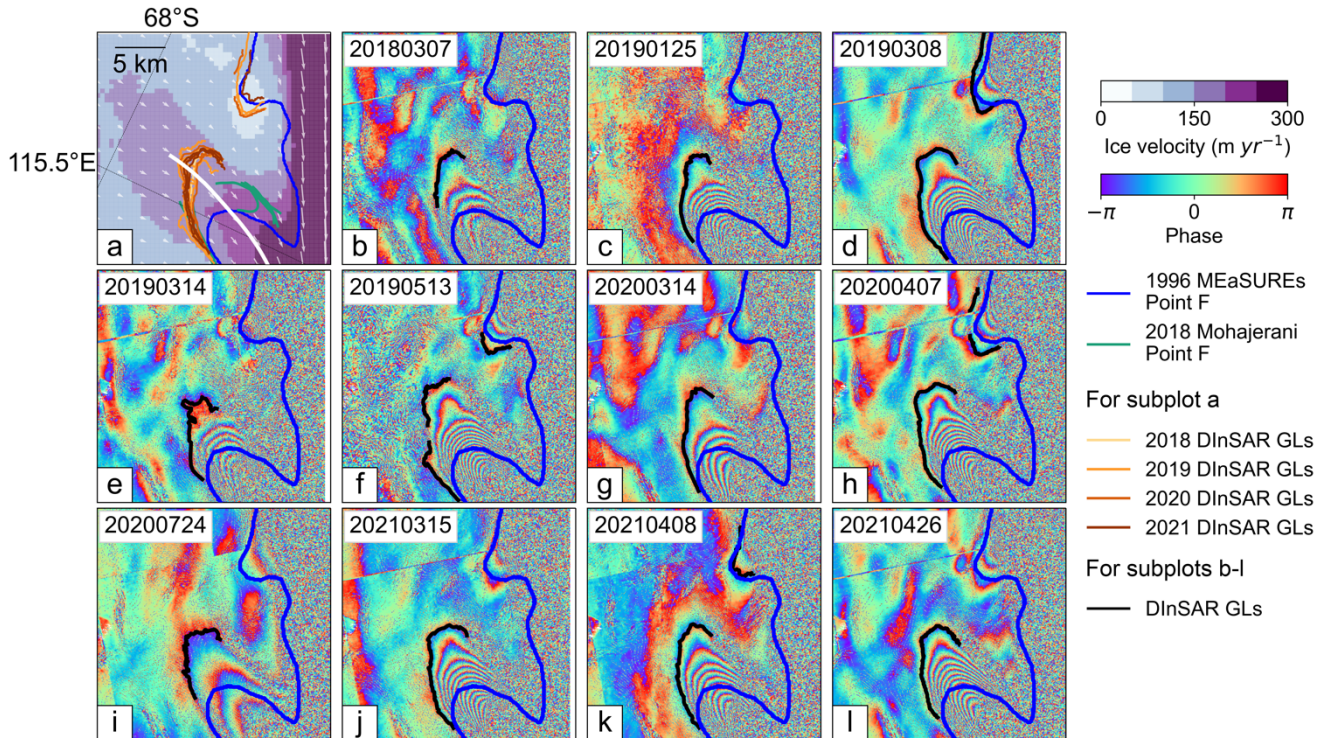 68°S
5 km
115.5°E
a
20180307
b
20190125
c
20190308
d
20190314
e
20190513
f
20200314
g
20200407
h
20200724
i
20210315
j
20210408
k
20210426
l
0 150 300
Ice velocity (m yr⁻¹)
−π 0 π
Phase
1996 MEaSUREs
Point F
2018 Mohajerani
Point F
For subplot a
2018 DInSAR GLs
2019 DInSAR GLs
2020 DInSAR GLs
2021 DInSAR GLs
For subplots b-l
DInSAR GLs